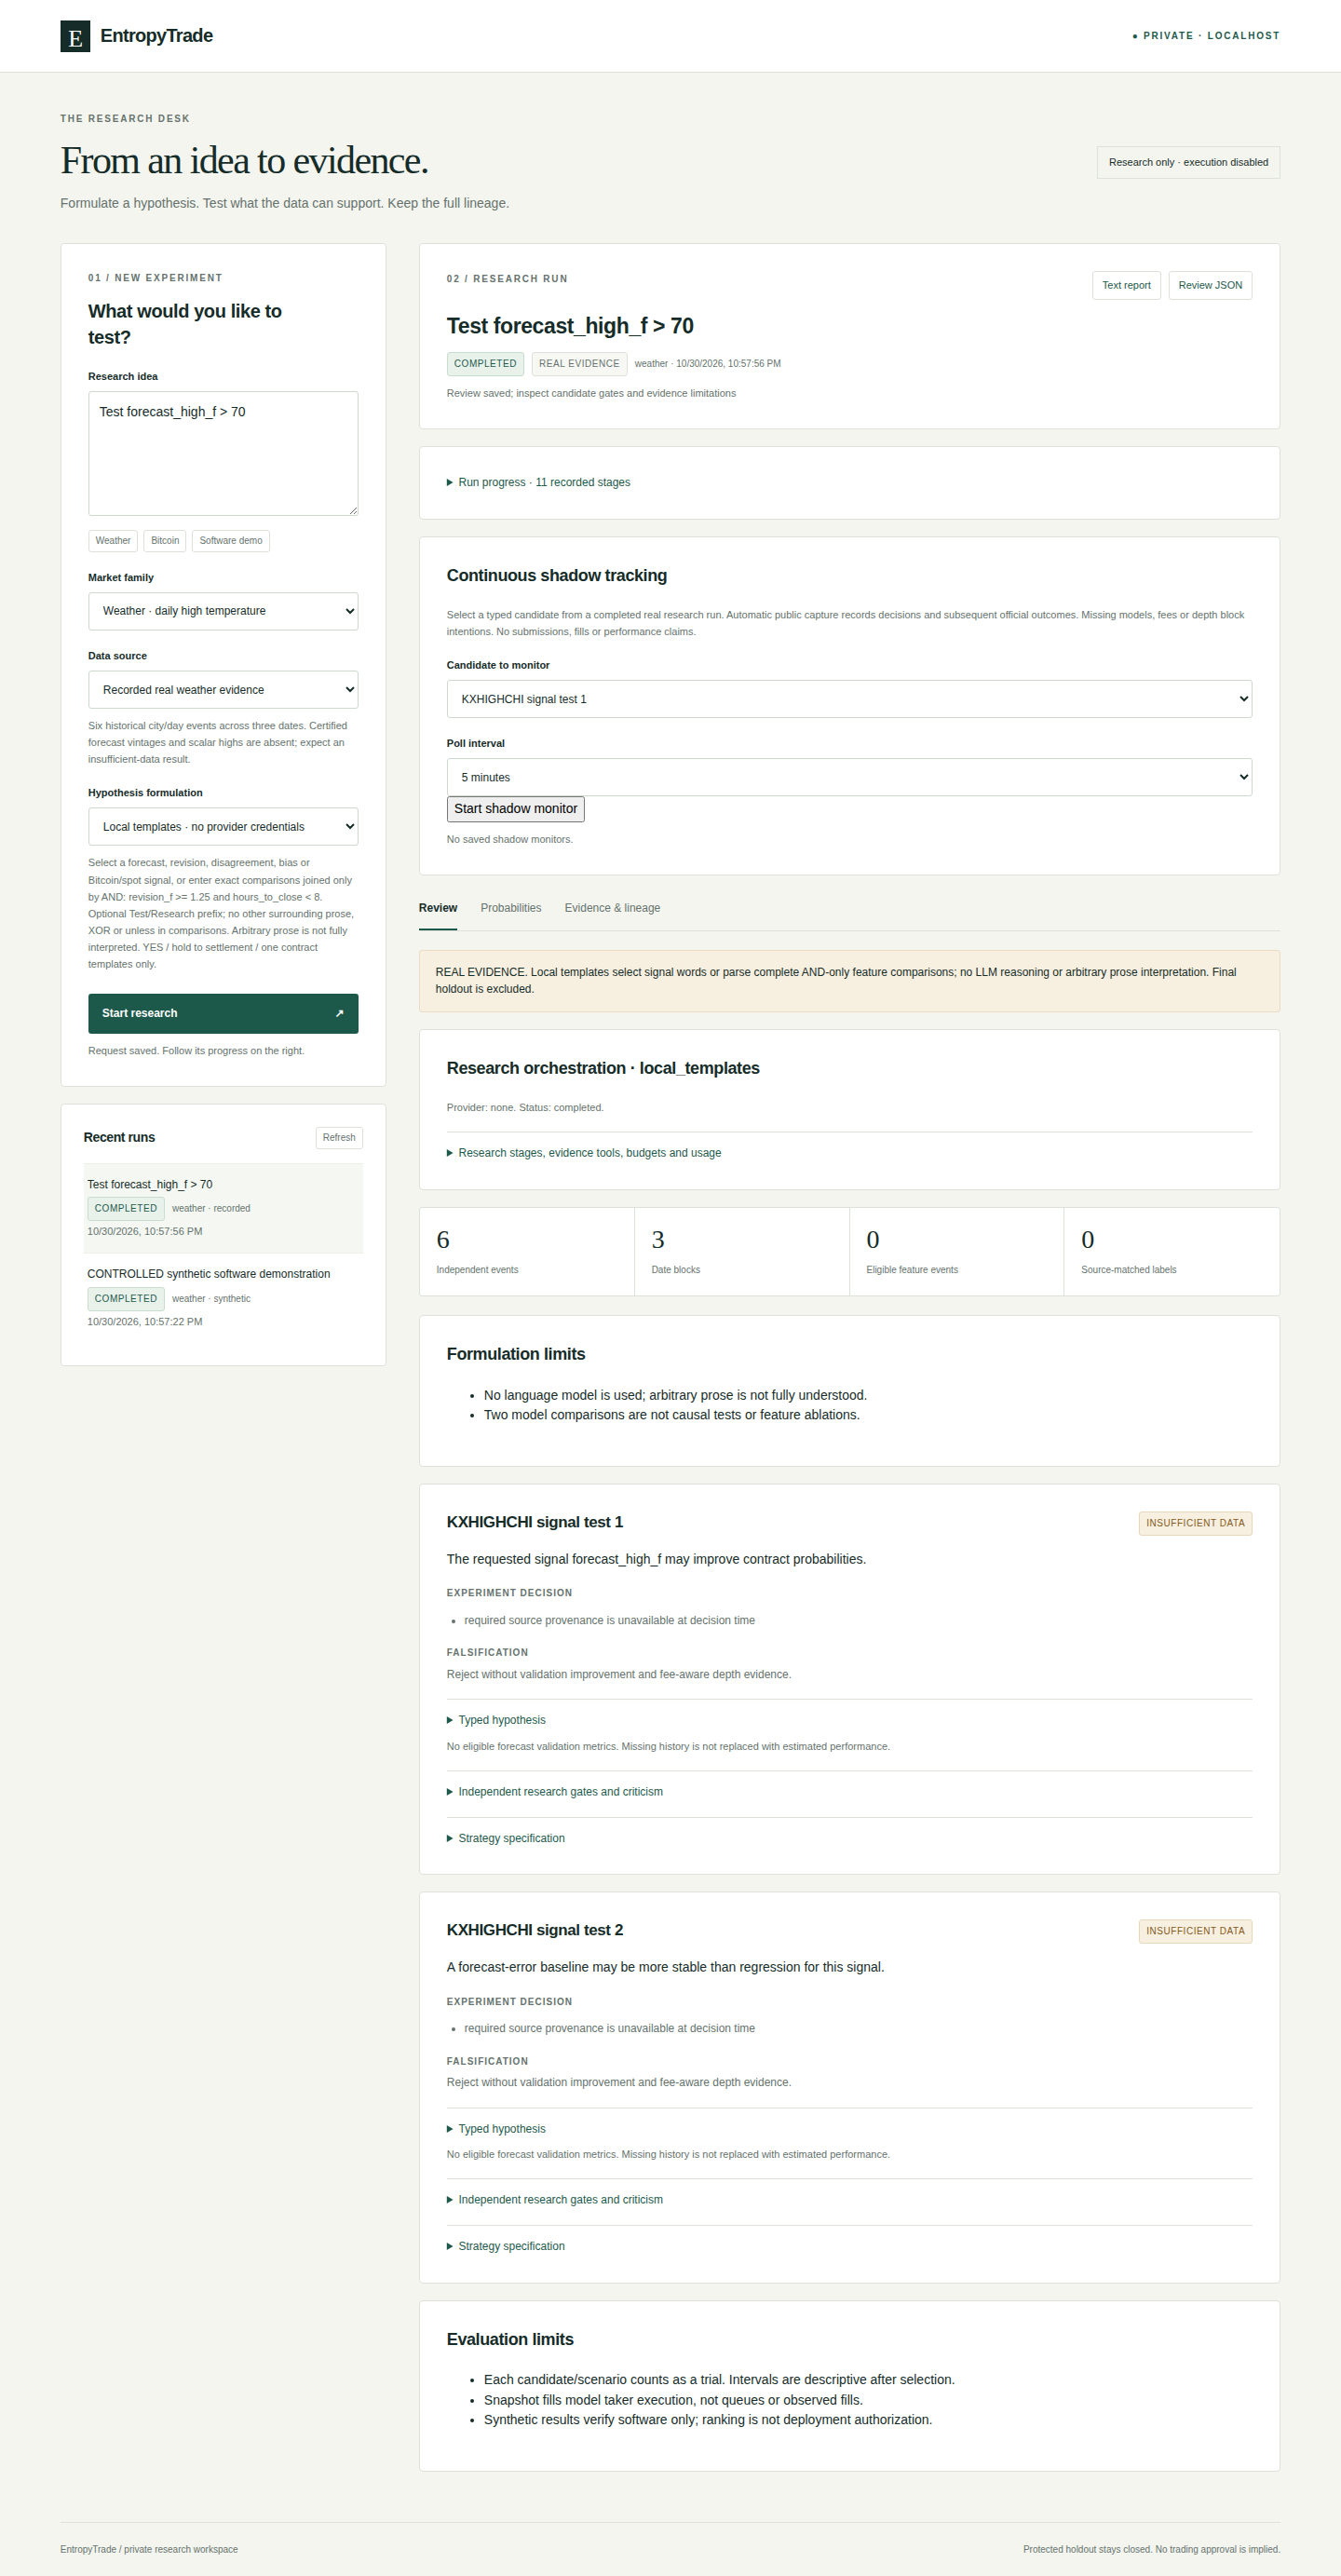 E EntropyTrade
● PRIVATE · LOCALHOST
THE RESEARCH DESK
From an idea to evidence.
Research only · execution disabled
Formulate a hypothesis. Test what the data can support. Keep the full lineage.
01 / NEW EXPERIMENT
What would you like to
test?
Research idea
Test forecast_high_f > 70
Weather Bitcoin Software demo
Market family
Weather · daily high temperature
Data source
Recorded real weather evidence
Six historical city/day events across three dates. Certified
forecast vintages and scalar highs are absent; expect an
insufficient-data result.
Hypothesis formulation
Local templates · no provider credentials
Select a forecast, revision, disagreement, bias or
Bitcoin/spot signal, or enter exact comparisons joined only
by AND: revision_f >= 1.25 and hours_to_close < 8.
Optional Test/Research prefix; no other surrounding prose,
XOR or unless in comparisons. Arbitrary prose is not fully
interpreted. YES / hold to settlement / one contract
templates only.
Start research ↗
Request saved. Follow its progress on the right.
Recent runs
Refresh
Test forecast_high_f > 70
COMPLETED weather · recorded
10/30/2026, 10:57:56 PM
CONTROLLED synthetic software demonstration
COMPLETED weather · synthetic
10/30/2026, 10:57:22 PM
02 / RESEARCH RUN
Text report Review JSON
Test forecast_high_f > 70
COMPLETED REAL EVIDENCE weather · 10/30/2026, 10:57:56 PM
Review saved; inspect candidate gates and evidence limitations
Run progress · 11 recorded stages
Continuous shadow tracking
Select a typed candidate from a completed real research run. Automatic public capture records decisions and subsequent official outcomes. Missing models, fees or depth block
intentions. No submissions, fills or performance claims.
Candidate to monitor
KXHIGHCHI signal test 1
Poll interval
5 minutes
Start shadow monitor
No saved shadow monitors.
Review Probabilities Evidence & lineage
REAL EVIDENCE. Local templates select signal words or parse complete AND-only feature comparisons; no LLM reasoning or arbitrary prose interpretation. Final
holdout is excluded.
Research orchestration · local_templates
Provider: none. Status: completed.
Research stages, evidence tools, budgets and usage
6 3 0 0
Independent events Date blocks Eligible feature events Source-matched labels
Formulation limits
• No language model is used; arbitrary prose is not fully understood.
• Two model comparisons are not causal tests or feature ablations.
KXHIGHCHI signal test 1
INSUFFICIENT DATA
The requested signal forecast_high_f may improve contract probabilities.
EXPERIMENT DECISION
• required source provenance is unavailable at decision time
FALSIFICATION
Reject without validation improvement and fee-aware depth evidence.
Typed hypothesis
No eligible forecast validation metrics. Missing history is not replaced with estimated performance.
Independent research gates and criticism
Strategy specification
KXHIGHCHI signal test 2
INSUFFICIENT DATA
A forecast-error baseline may be more stable than regression for this signal.
EXPERIMENT DECISION
• required source provenance is unavailable at decision time
FALSIFICATION
Reject without validation improvement and fee-aware depth evidence.
Typed hypothesis
No eligible forecast validation metrics. Missing history is not replaced with estimated performance.
Independent research gates and criticism
Strategy specification
Evaluation limits
• Each candidate/scenario counts as a trial. Intervals are descriptive after selection.
• Snapshot fills model taker execution, not queues or observed fills.
• Synthetic results verify software only; ranking is not deployment authorization.
EntropyTrade / private research workspace
Protected holdout stays closed. No trading approval is implied.